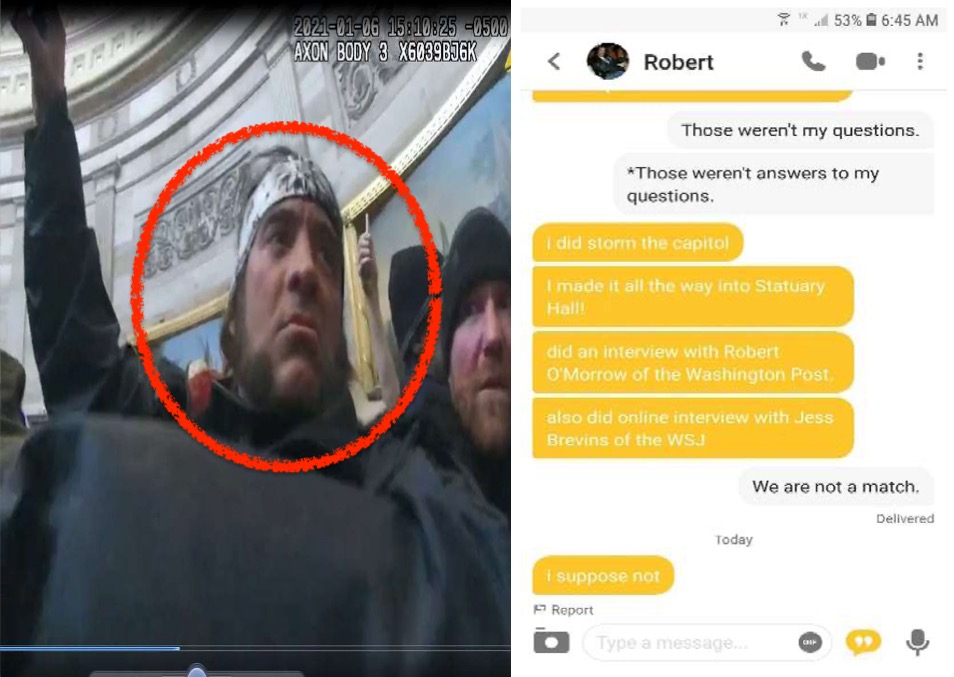 2021-01-06 15:10:25 -0500
AXON BODY 3 X6039BJ6K
1X 53% 6:45 AM
Robert
Those weren't my questions.
*Those weren't answers to my
questions.
i did storm the capitol
I made it all the way into Statuary
Hall!
did an interview with Robert
O'Morrow of the Washington Post.
also did online interview with Jess
Brevins of the WSJ
We are not a match.
Delivered
Today
i suppose not
Report
Type a message...
GIF